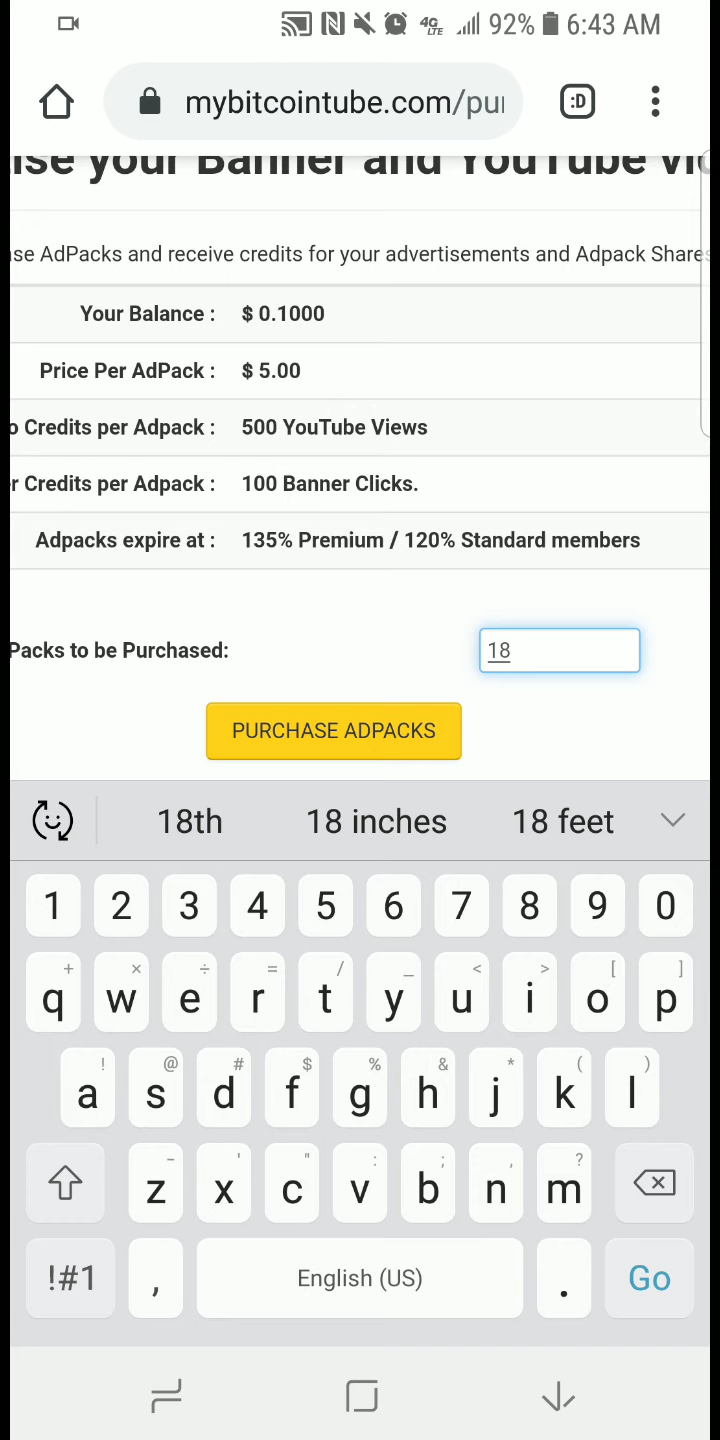 4G LTE 92% 6:43 AM
mybitcointube.com/pu
:D
ise your Banner and YouTube Vi
se AdPacks and receive credits for your advertisements and Adpack Shares
Your Balance : $ 0.1000
Price Per AdPack : $ 5.00
o Credits per Adpack : 500 YouTube Views
r Credits per Adpack : 100 Banner Clicks.
Adpacks expire at : 135% Premium / 120% Standard members
Packs to be Purchased: 18
PURCHASE ADPACKS
18th 18 inches 18 feet
1 2 3 4 5 6 7 8 9 0
+ × ÷ = / _ < > [ ]
q w e r t y u i o p
! @ # $ % & * ( )
a s d f g h j k l
- ' " : ; , ?
z x c v b n m
!#1 , English (US) . Go